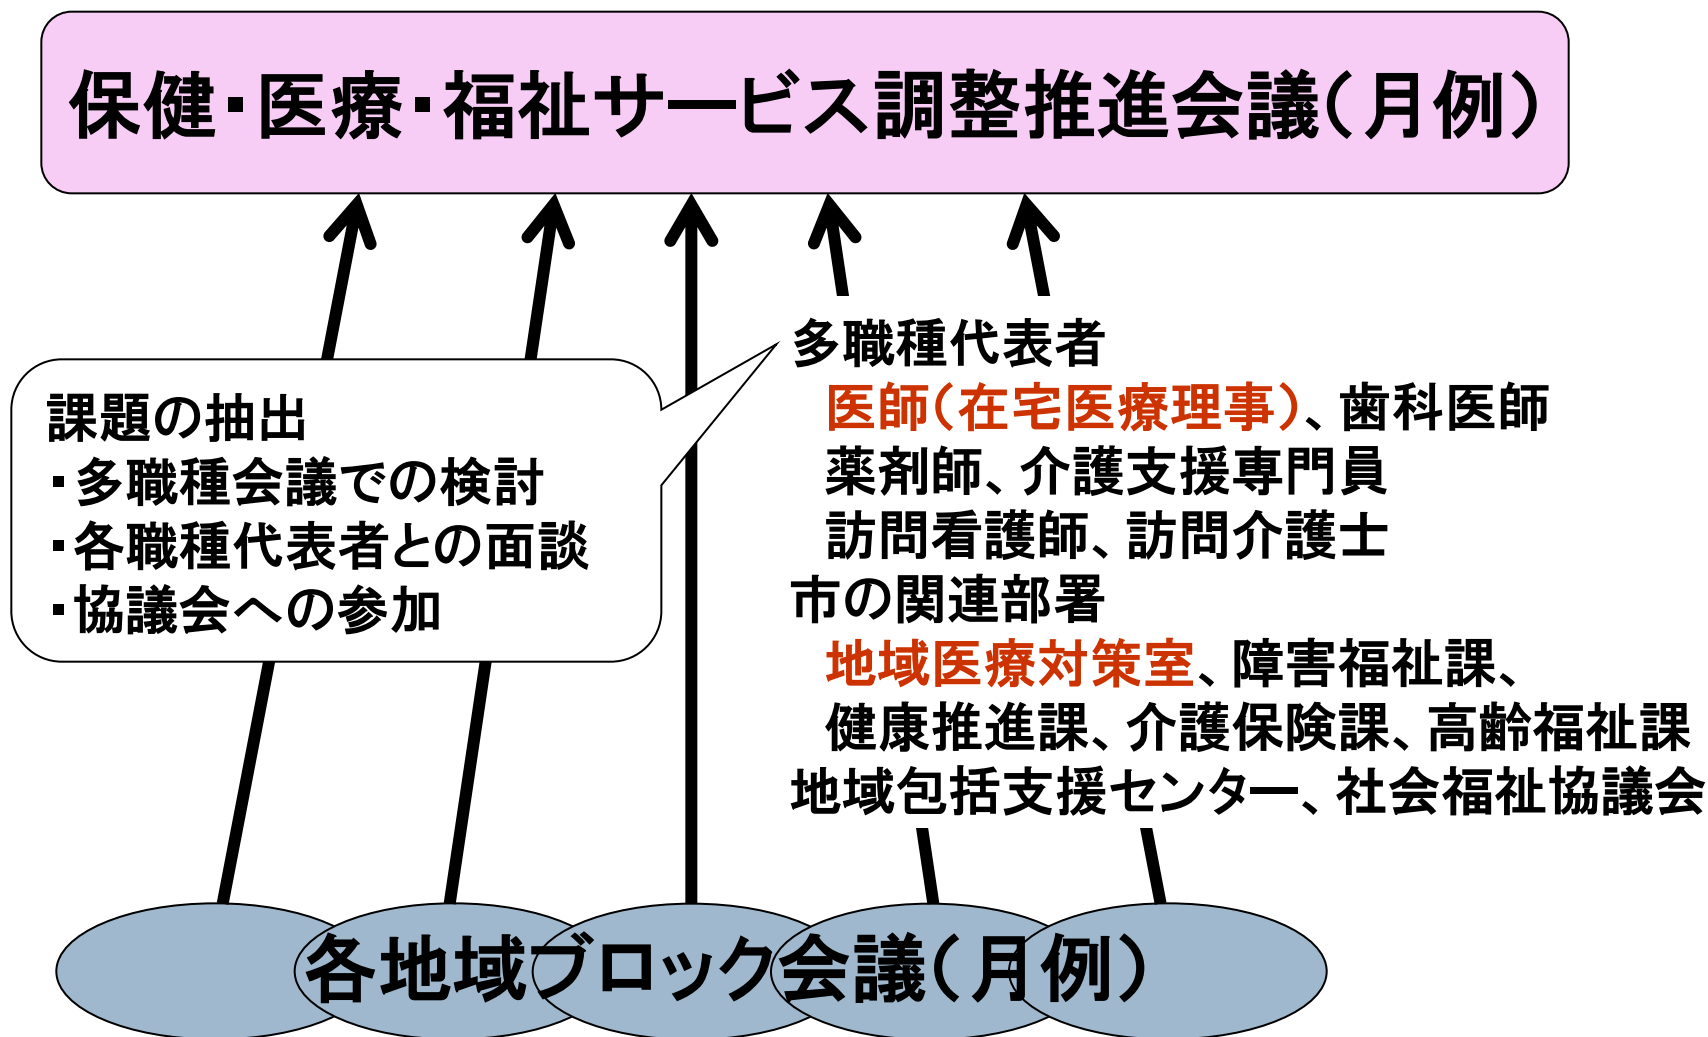 保健・医療・福祉サービス調整推進会議（月例）
課題の抽出
・多職種会議での検討
・各職種代表者との面談
・協議会への参加
多職種代表者
医師（在宅医療理事）、歯科医師
薬剤師、介護支援専門員
訪問看護師、訪問介護士
市の関連部署
地域医療対策室、障害福祉課、
健康推進課、介護保険課、高齢福祉課
地域包括支援センター、社会福祉協議会
各地域ブロック会議（月例）